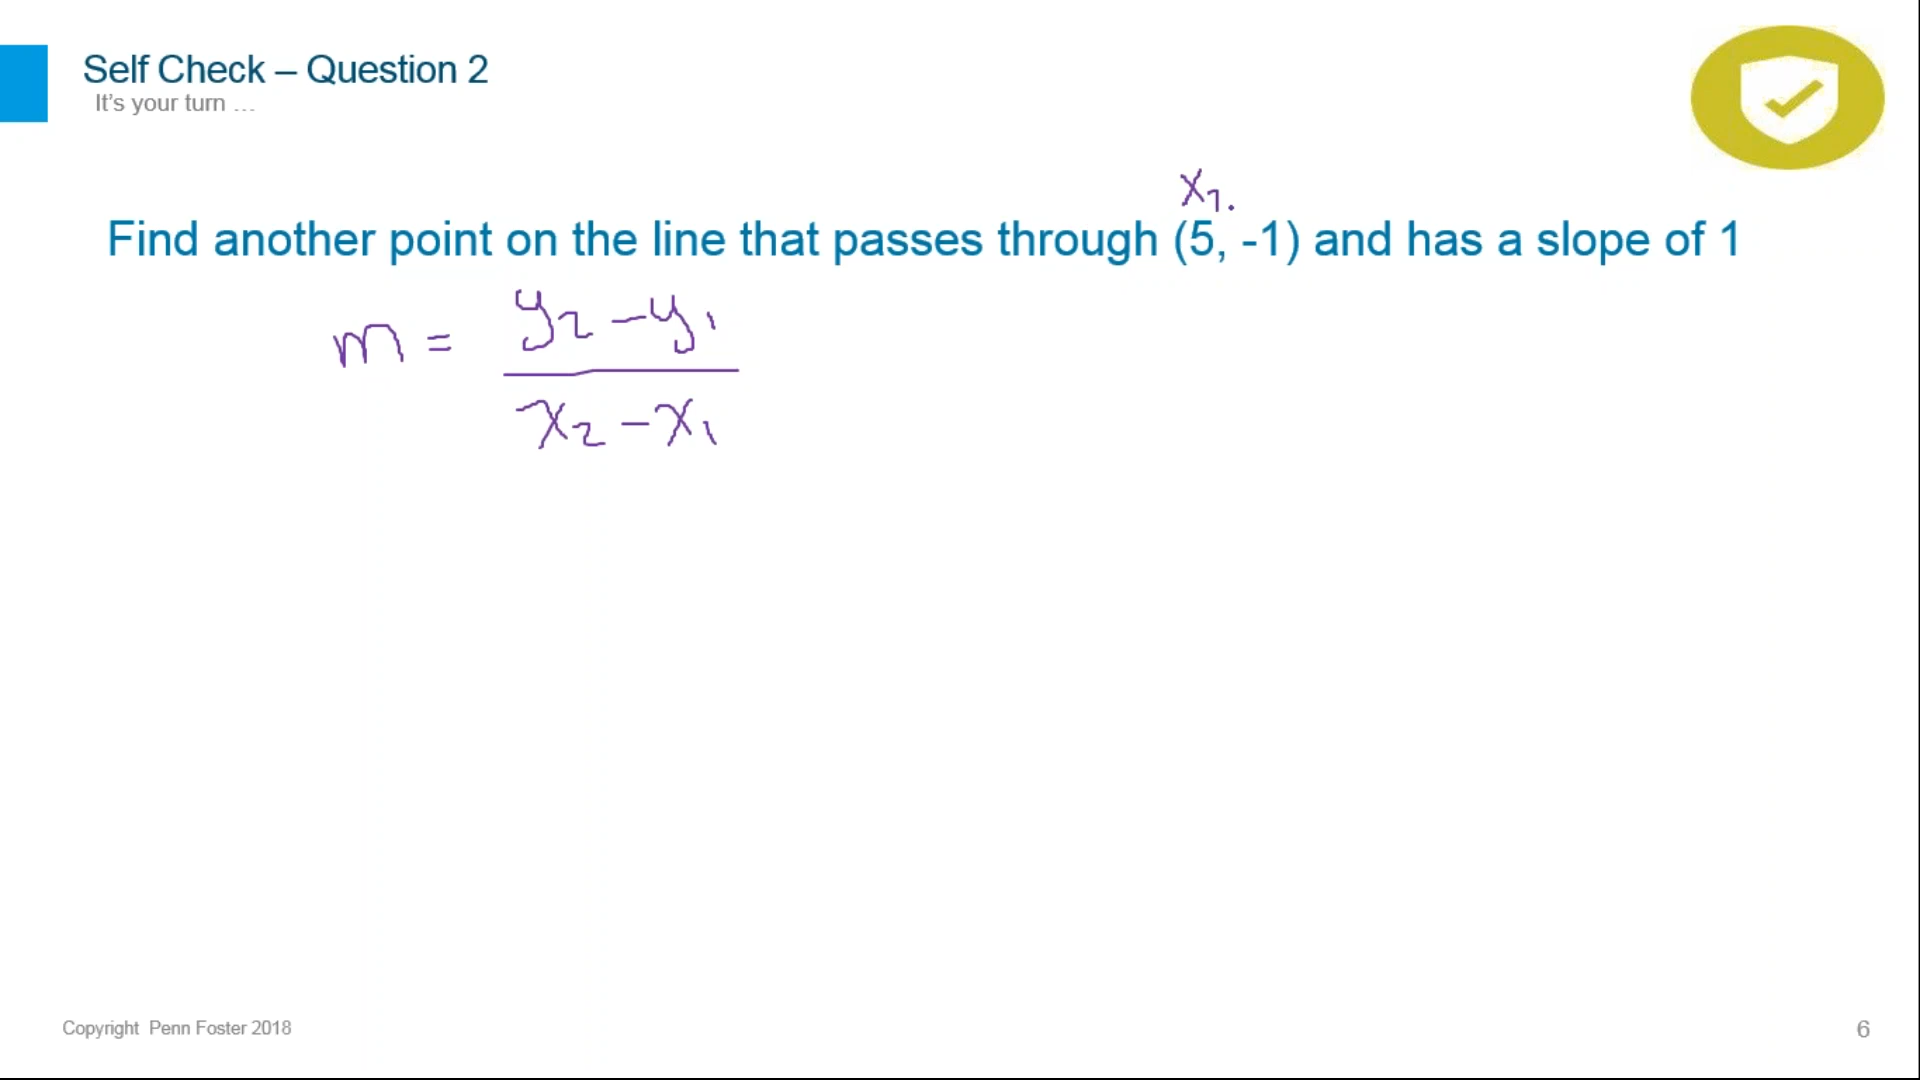 Self Check – Question 2
It's your turn ...
x1.
Find another point on the line that passes through (5, -1) and has a slope of 1
m = y2 - y1
x2 - x1
Copyright Penn Foster 2018
6